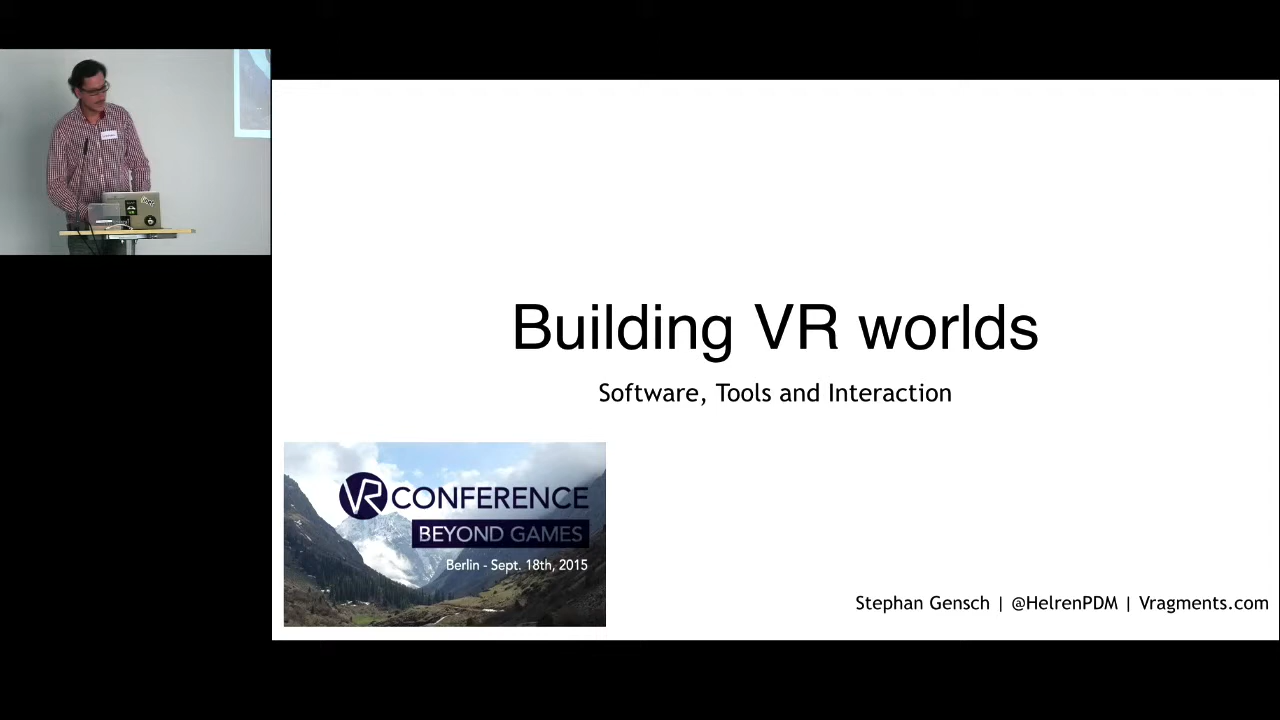 Building VR worlds
Software, Tools and Interaction
VR CONFERENCE
BEYOND GAMES
Berlin - Sept. 18th, 2015
Stephan Gensch | @HelrenPDM | Vragments.com